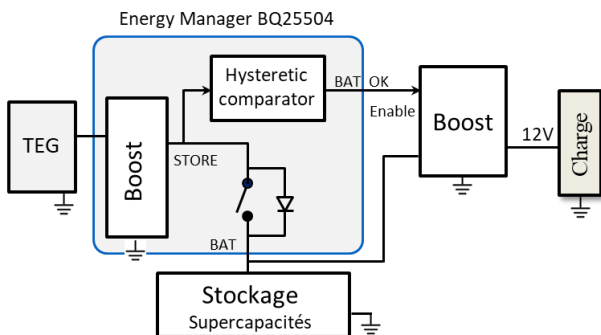 Energy Manager BQ25504
Hysteretic
comparator
BAT_OK
Enable
TEG
Boost
STORE
BAT
Boost
12V
Charge
Stockage
Supercapacités